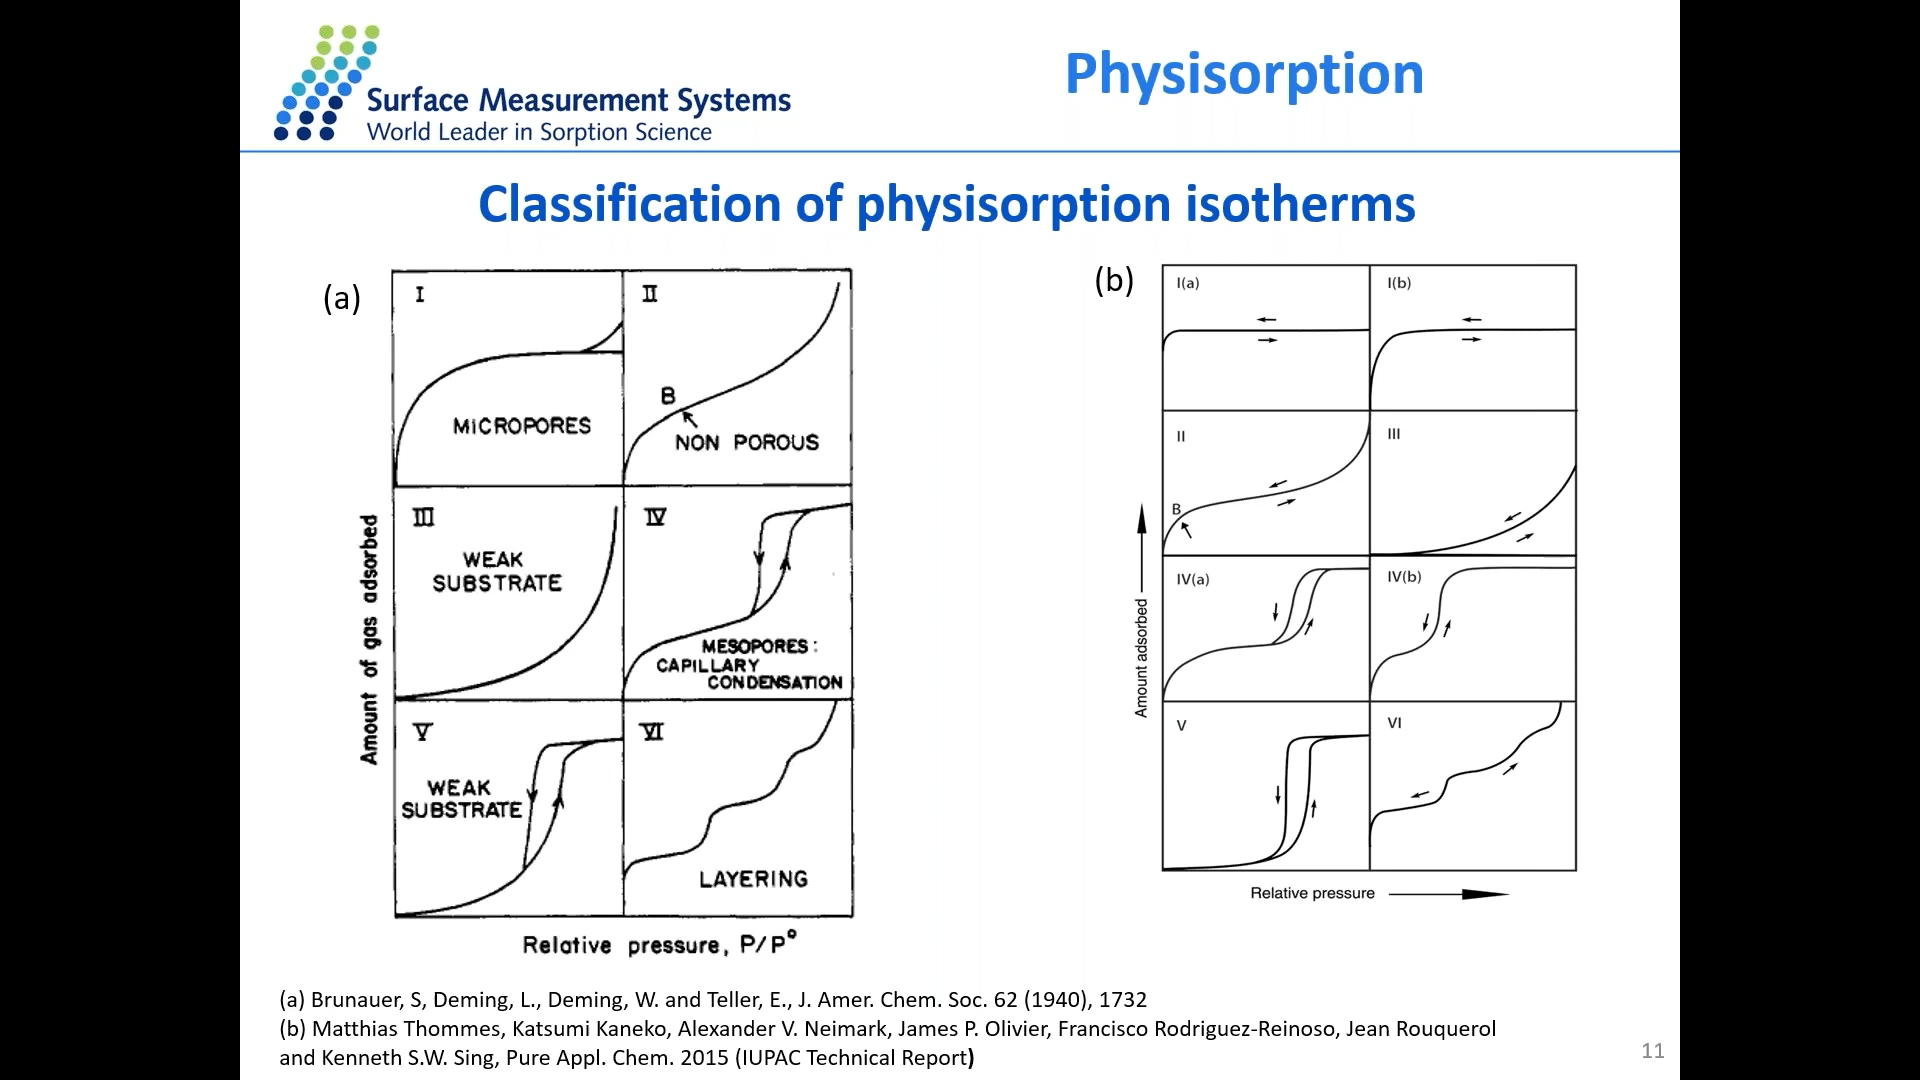 Surface Measurement Systems
World Leader in Sorption Science
Physisorption
Classification of physisorption isotherms
(a)
I
MICROPORES
II
B
NON POROUS
III
WEAK
SUBSTRATE
IV
MESOPORES:
CAPILLARY
CONDENSATION
V
WEAK
SUBSTRATE
VI
LAYERING
Amount of gas adsorbed
Relative pressure, P/P°
(b)
I(a)
I(b)
II
B
III
IV(a)
IV(b)
V
VI
Amount adsorbed
Relative pressure
(a) Brunauer, S, Deming, L., Deming, W. and Teller, E., J. Amer. Chem. Soc. 62 (1940), 1732
(b) Matthias Thommes, Katsumi Kaneko, Alexander V. Neimark, James P. Olivier, Francisco Rodriguez-Reinoso, Jean Rouquerol
and Kenneth S.W. Sing, Pure Appl. Chem. 2015 (IUPAC Technical Report)
11